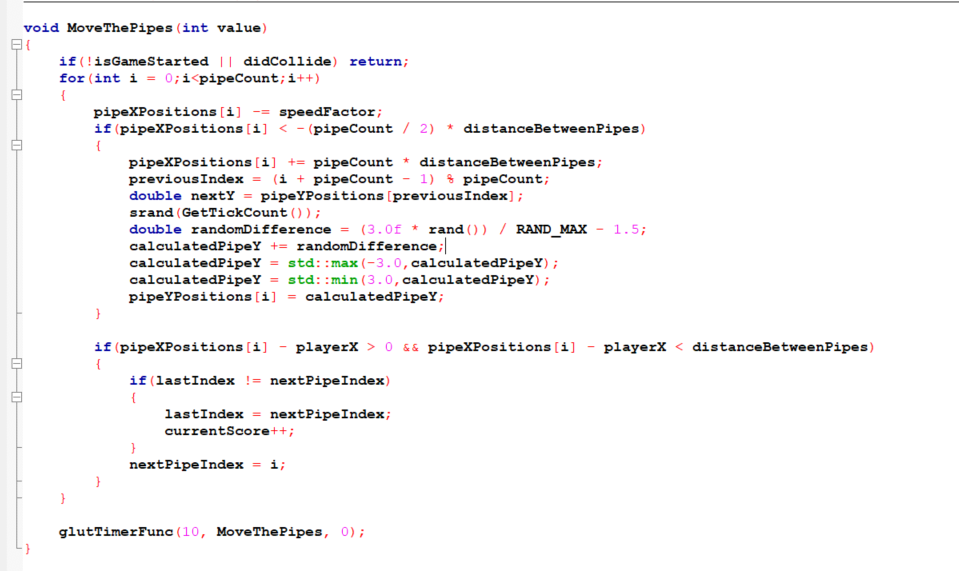 void MoveThePipes(int value)
{
    if(!isGameStarted || didCollide) return;
    for(int i = 0;i<pipeCount;i++)
    {
        pipeXPositions[i] -= speedFactor;
        if(pipeXPositions[i] < -(pipeCount / 2) * distanceBetweenPipes)
        {
            pipeXPositions[i] += pipeCount * distanceBetweenPipes;
            previousIndex = (i + pipeCount - 1) % pipeCount;
            double nextY = pipeYPositions[previousIndex];
            srand(GetTickCount());
            double randomDifference = (3.0f * rand()) / RAND_MAX - 1.5;
            calculatedPipeY += randomDifference;
            calculatedPipeY = std::max(-3.0,calculatedPipeY);
            calculatedPipeY = std::min(3.0,calculatedPipeY);
            pipeYPositions[i] = calculatedPipeY;
        }

        if(pipeXPositions[i] - playerX > 0 && pipeXPositions[i] - playerX < distanceBetweenPipes)
        {
            if(lastIndex != nextPipeIndex)
            {
                lastIndex = nextPipeIndex;
                currentScore++;
            }
            nextPipeIndex = i;
        }
    }

    glutTimerFunc(10, MoveThePipes, 0);
}